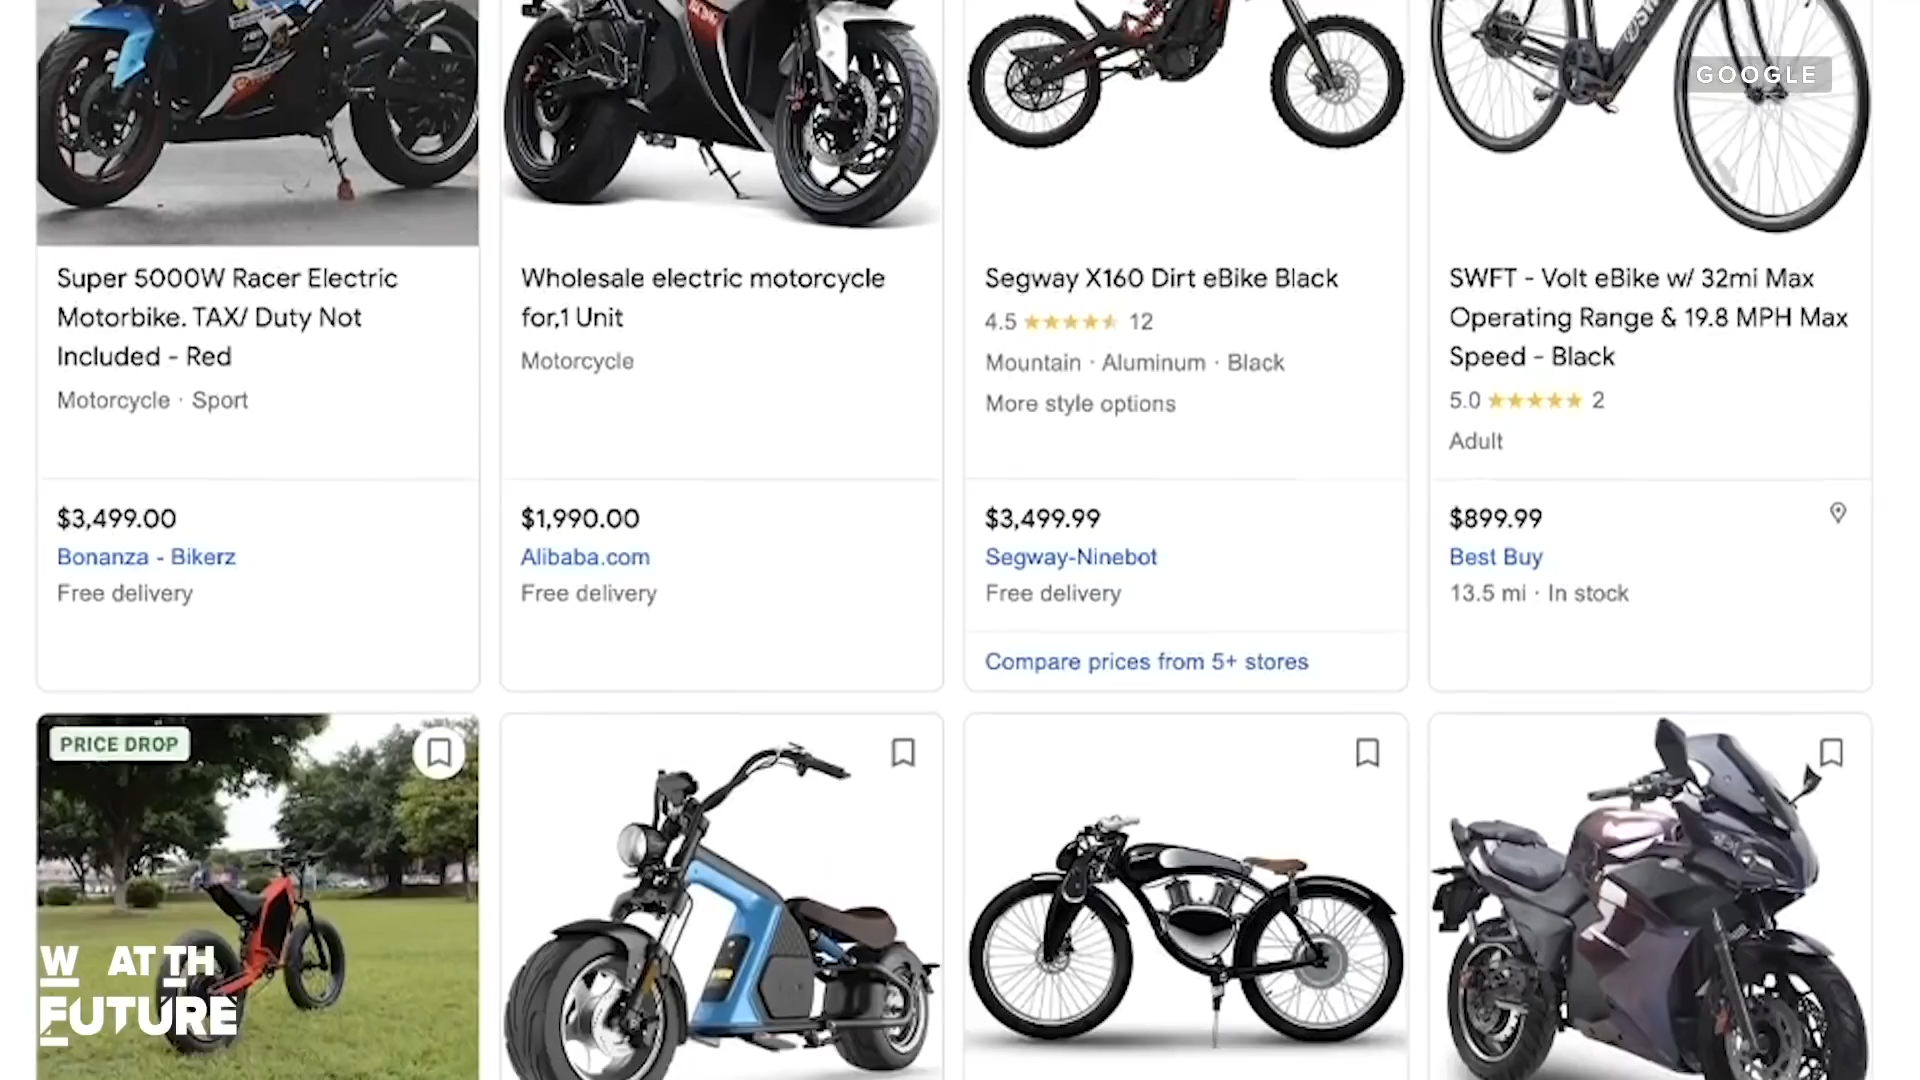 GOOGLE
Super 5000W Racer Electric
Motorbike. TAX/ Duty Not
Included - Red
Motorcycle · Sport
$3,499.00
Bonanza - Bikerz
Free delivery
Wholesale electric motorcycle
for,1 Unit
Motorcycle
$1,990.00
Alibaba.com
Free delivery
Segway X160 Dirt eBike Black
4.5 ★★★★★ 12
Mountain · Aluminum · Black
More style options
$3,499.99
Segway-Ninebot
Free delivery
Compare prices from 5+ stores
SWFT - Volt eBike w/ 32mi Max
Operating Range & 19.8 MPH Max
Speed - Black
5.0 ★★★★★ 2
Adult
$899.99
Best Buy
13.5 mi · In stock
PRICE DROP
W AT TH
FUTURE